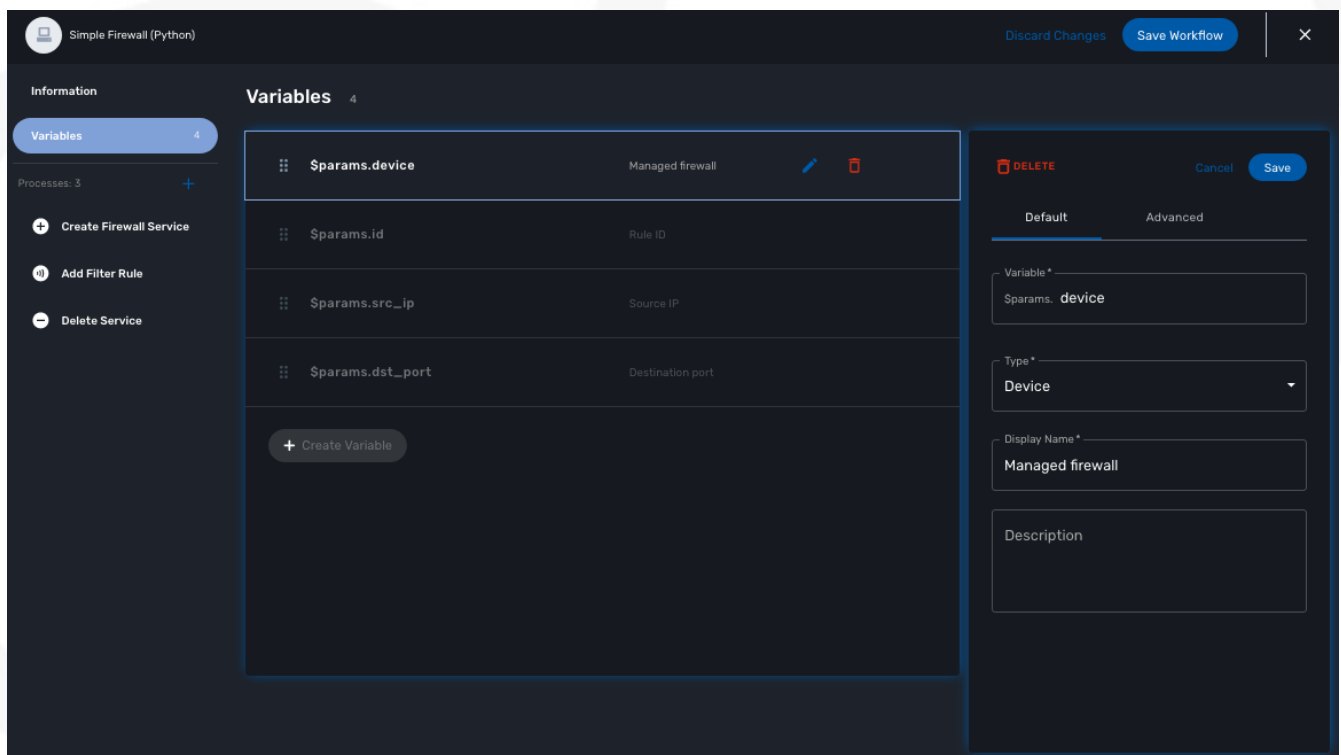 Simple Firewall (Python)
Discard Changes
Save Workflow
Information
Variables 4
Processes: 3
Create Firewall Service
Add Filter Rule
Delete Service
Variables 4
$params.device Managed firewall
$params.id Rule ID
$params.src_ip Source IP
$params.dst_port Destination port
+ Create Variable
DELETE
Cancel
Save
Default Advanced
Variable*
$params. device
Type*
Device
Display Name*
Managed firewall
Description